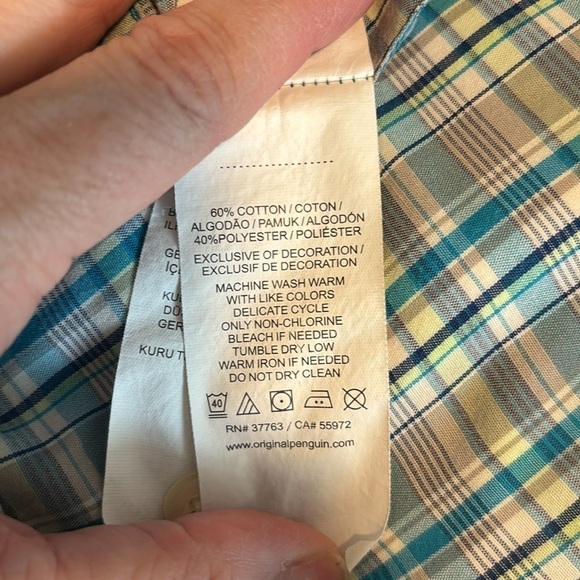 60% COTTON / COTON /
ALGODÃO / PAMUK / ALGODÓN
40%POLYESTER / POLIÉSTER
EXCLUSIVE OF DECORATION /
EXCLUSIF DE DECORATION
MACHINE WASH WARM
WITH LIKE COLORS
DELICATE CYCLE
ONLY NON-CHLORINE
BLEACH IF NEEDED
TUMBLE DRY LOW
WARM IRON IF NEEDED
DO NOT DRY CLEAN
40
RN# 37763 / CA# 55972
www.originalpenguin.com
KURU